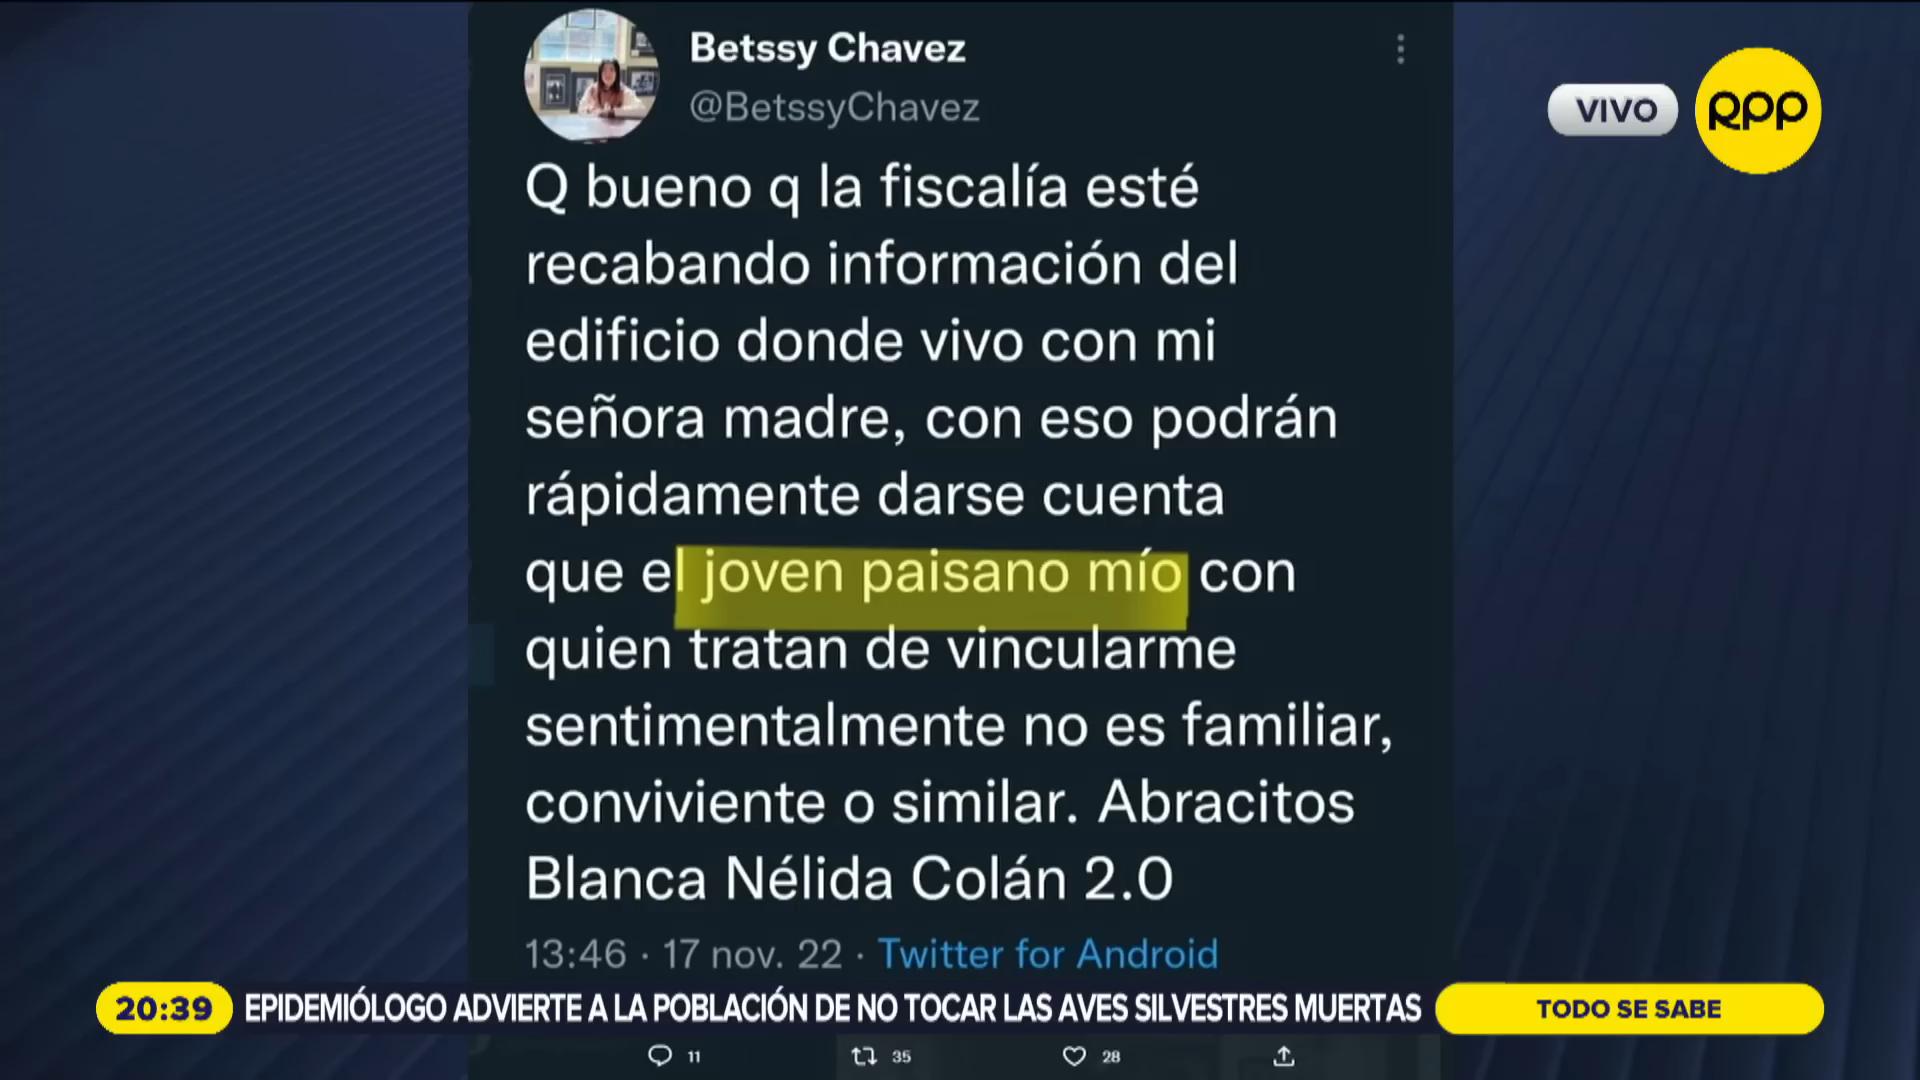 Betssy Chavez
@BetssyChavez
VIVO
rpp
Q bueno q la fiscalía esté
recabando información del
edificio donde vivo con mi
señora madre, con eso podrán
rápidamente darse cuenta
que el joven paisano mío con
quien tratan de vincularme
sentimentalmente no es familiar,
conviviente o similar. Abracitos
Blanca Nélida Colán 2.0
13:46 · 17 nov. 22 · Twitter for Android
20:39 EPIDEMIÓLOGO ADVIERTE A LA POBLACIÓN DE NO TOCAR LAS AVES SILVESTRES MUERTAS TODO SE SABE
11 35 28